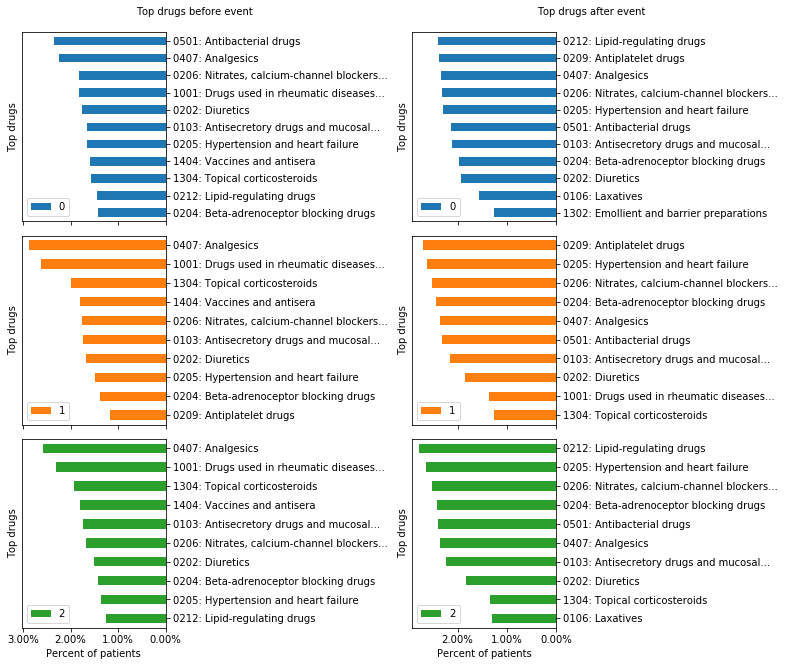 Top drugs before event
Top drugs
0501: Antibacterial drugs
0407: Analgesics
0206: Nitrates, calcium-channel blockers...
1001: Drugs used in rheumatic diseases...
0202: Diuretics
0103: Antisecretory drugs and mucosal...
0205: Hypertension and heart failure
1404: Vaccines and antisera
1304: Topical corticosteroids
0212: Lipid-regulating drugs
0204: Beta-adrenoceptor blocking drugs
0
Top drugs
0407: Analgesics
1001: Drugs used in rheumatic diseases...
1304: Topical corticosteroids
1404: Vaccines and antisera
0206: Nitrates, calcium-channel blockers...
0103: Antisecretory drugs and mucosal...
0202: Diuretics
0205: Hypertension and heart failure
0204: Beta-adrenoceptor blocking drugs
0209: Antiplatelet drugs
1
Top drugs
0407: Analgesics
1001: Drugs used in rheumatic diseases...
1304: Topical corticosteroids
1404: Vaccines and antisera
0103: Antisecretory drugs and mucosal...
0206: Nitrates, calcium-channel blockers...
0202: Diuretics
0204: Beta-adrenoceptor blocking drugs
0205: Hypertension and heart failure
0212: Lipid-regulating drugs
2
3.00% 2.00% 1.00% 0.00%
Percent of patients
Top drugs after event
Top drugs
0212: Lipid-regulating drugs
0209: Antiplatelet drugs
0407: Analgesics
0206: Nitrates, calcium-channel blockers...
0205: Hypertension and heart failure
0501: Antibacterial drugs
0103: Antisecretory drugs and mucosal...
0204: Beta-adrenoceptor blocking drugs
0202: Diuretics
0106: Laxatives
1302: Emollient and barrier preparations
0
Top drugs
0209: Antiplatelet drugs
0205: Hypertension and heart failure
0206: Nitrates, calcium-channel blockers...
0204: Beta-adrenoceptor blocking drugs
0407: Analgesics
0501: Antibacterial drugs
0103: Antisecretory drugs and mucosal...
0202: Diuretics
1001: Drugs used in rheumatic diseases...
1304: Topical corticosteroids
1
Top drugs
0212: Lipid-regulating drugs
0205: Hypertension and heart failure
0206: Nitrates, calcium-channel blockers...
0204: Beta-adrenoceptor blocking drugs
0501: Antibacterial drugs
0407: Analgesics
0103: Antisecretory drugs and mucosal...
0202: Diuretics
1304: Topical corticosteroids
0106: Laxatives
2
2.00% 1.00% 0.00%
Percent of patients